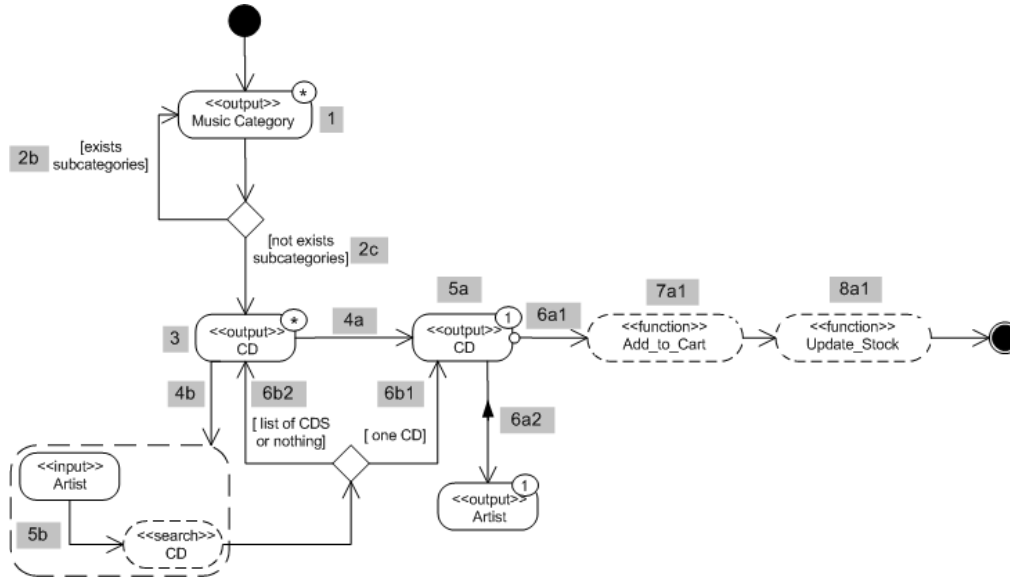 <<output>>
Music Category
*
1
2b
[exists
subcategories]
[not exists
subcategories]
2c
3
<<output>>
CD
*
4a
5a
<<output>>
CD
1
6a1
7a1
<<function>>
Add_to_Cart
8a1
<<function>>
Update_Stock
4b
6b2
[ list of CDS
or nothing]
6b1
[ one CD]
6a2
<<input>>
Artist
5b
<<search>>
CD
<<output>>
Artist
1